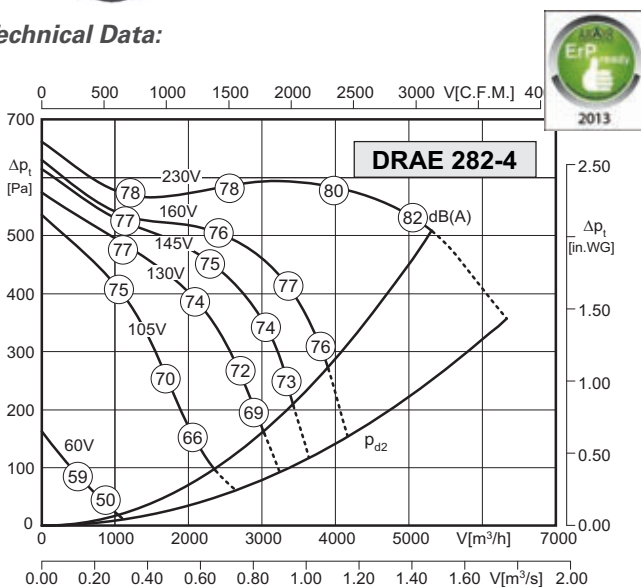 Technical Data:
ErP
ready
2013
0 500 1000 1500 2000 2500 3000 V[C.F.M.] 40
700
Δpt
[Pa]
500
400
300
200
100
0
DRAE 282-4
230V
160V
145V
130V
105V
60V
78 78 80 82 dB(A)
77 76 77 76
75 74 73
77 74 72 69
75 70 66
59 50
pd2
2.50
Δpt
[in.WG]
1.50
1.00
0.50
0.00
0 1000 2000 3000 4000 5000 V[m³/h] 7000
0.00 0.20 0.40 0.60 0.80 1.00 1.20 1.40 1.60 V[m³/s] 2.00